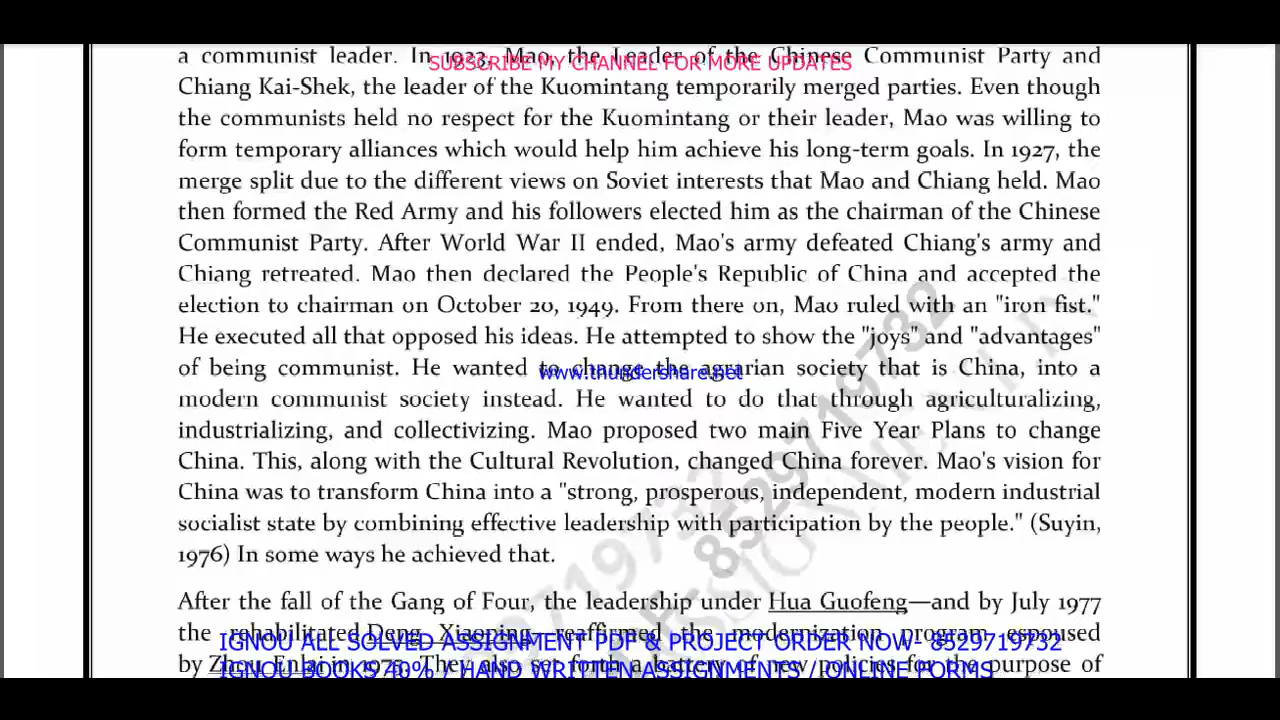 a communist leader. In 1923, Mao, the Leader of the Chinese Communist Party and
SUBSCRIBE MY CHANNEL FOR MORE UPDATES
Chiang Kai-Shek, the leader of the Kuomintang temporarily merged parties. Even though
the communists held no respect for the Kuomintang or their leader, Mao was willing to
form temporary alliances which would help him achieve his long-term goals. In 1927, the
merge split due to the different views on Soviet interests that Mao and Chiang held. Mao
then formed the Red Army and his followers elected him as the chairman of the Chinese
Communist Party. After World War II ended, Mao's army defeated Chiang's army and
Chiang retreated. Mao then declared the People's Republic of China and accepted the
election to chairman on October 20, 1949. From there on, Mao ruled with an "iron fist."
He executed all that opposed his ideas. He attempted to show the "joys" and "advantages"
of being communist. He wanted to change the agrarian society that is China, into a
www.thundershare.net
modern communist society instead. He wanted to do that through agriculturalizing,
industrializing, and collectivizing. Mao proposed two main Five Year Plans to change
China. This, along with the Cultural Revolution, changed China forever. Mao's vision for
China was to transform China into a "strong, prosperous, independent, modern industrial
socialist state by combining effective leadership with participation by the people." (Suyin,
1976) In some ways he achieved that.
8529719732
After the fall of the Gang of Four, the leadership under Hua Guofeng—and by July 1977
the rehabilitated Deng Xiaoping—reaffirmed the modernization program espoused
IGNOU ALL SOLVED ASSIGNMENT PDF & PROJECT ORDER NOW- 8529719732
by Zhou Enlai in 1975. They also set forth a battery of new policies for the purpose of
IGNOU BOOKS 40% / HAND WRITTEN ASSIGNMENTS / ONLINE FORMS